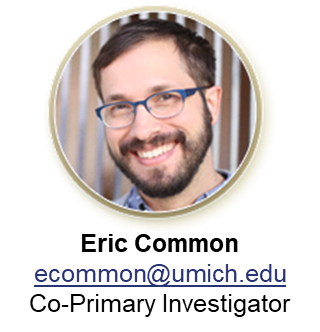 Eric Common
ecommon@umich.edu
Co-Primary Investigator